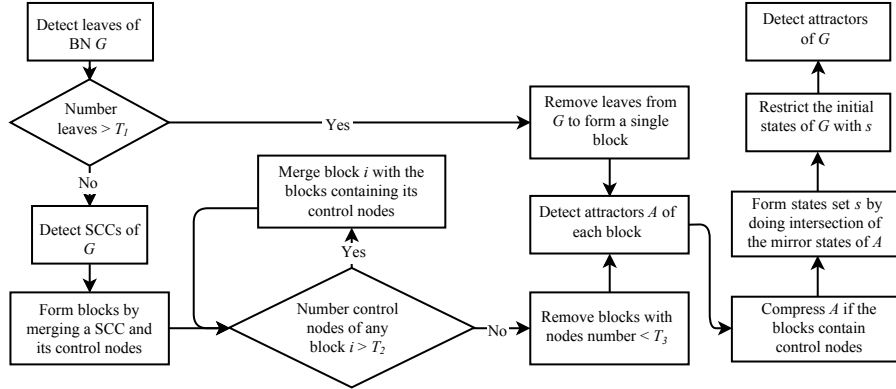 Detect leaves of
BN G
Number
leaves > T1
Yes
No
Detect SCCs of
G
Form blocks by
merging a SCC and
its control nodes
Merge block i with the
blocks containing its
control nodes
Yes
Number control
nodes of any
block i > T2
No
Remove leaves from
G to form a single
block
Detect attractors A of
each block
Remove blocks with
nodes number < T3
Detect attractors
of G
Restrict the initial
states of G with s
Form states set s by
doing intersection of
the mirror states of A
Compress A if the
blocks contain
control nodes